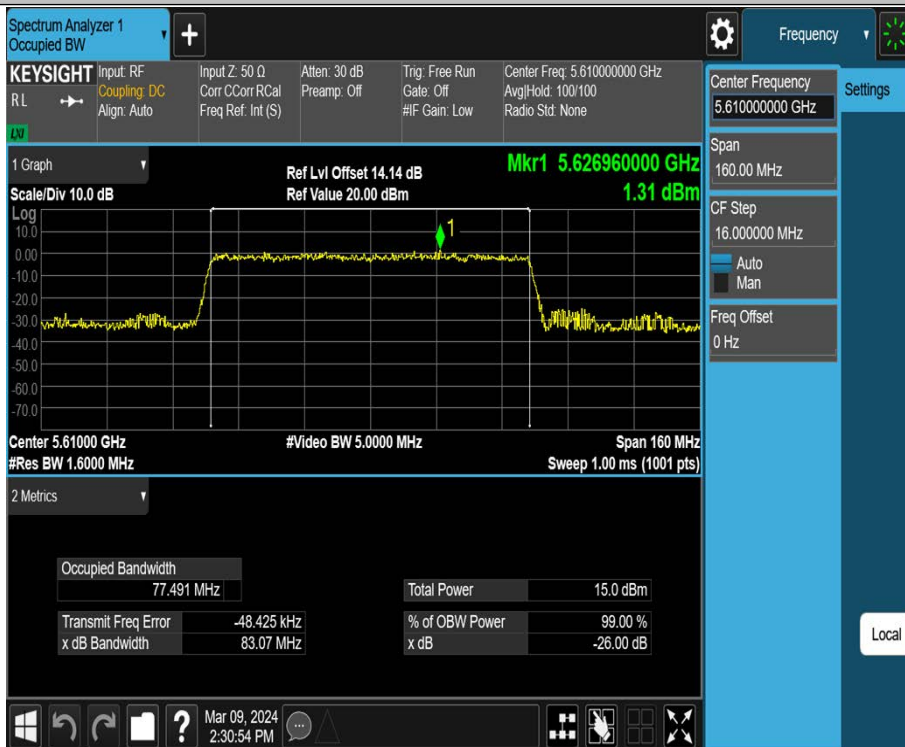 Spectrum Analyzer 1
Occupied BW
+
Frequency
KEYSIGHT
R L
LXI
Input: RF
Coupling: DC
Align: Auto
Input Z: 50 Ω
Corr CCorr RCal
Freq Ref: Int (S)
Atten: 30 dB
Preamp: Off
Trig: Free Run
Gate: Off
#IF Gain: Low
Center Freq: 5.610000000 GHz
Avg|Hold: 100/100
Radio Std: None
Center Frequency
5.610000000 GHz
Settings
Span
160.00 MHz
CF Step
16.000000 MHz
Auto
Man
Freq Offset
0 Hz
Local
1 Graph
Scale/Div 10.0 dB
Ref Lvl Offset 14.14 dB
Ref Value 20.00 dBm
Mkr1 5.626960000 GHz
1.31 dBm
Log
10.0
0.00
-10.0
-20.0
-30.0
-40.0
-50.0
-60.0
-70.0
1
Center 5.61000 GHz
#Video BW 5.0000 MHz
Span 160 MHz
#Res BW 1.6000 MHz
Sweep 1.00 ms (1001 pts)
2 Metrics
Occupied Bandwidth
77.491 MHz
Total Power 15.0 dBm
Transmit Freq Error -48.425 kHz
% of OBW Power 99.00 %
x dB Bandwidth 83.07 MHz
x dB -26.00 dB
?
Mar 09, 2024
2:30:54 PM